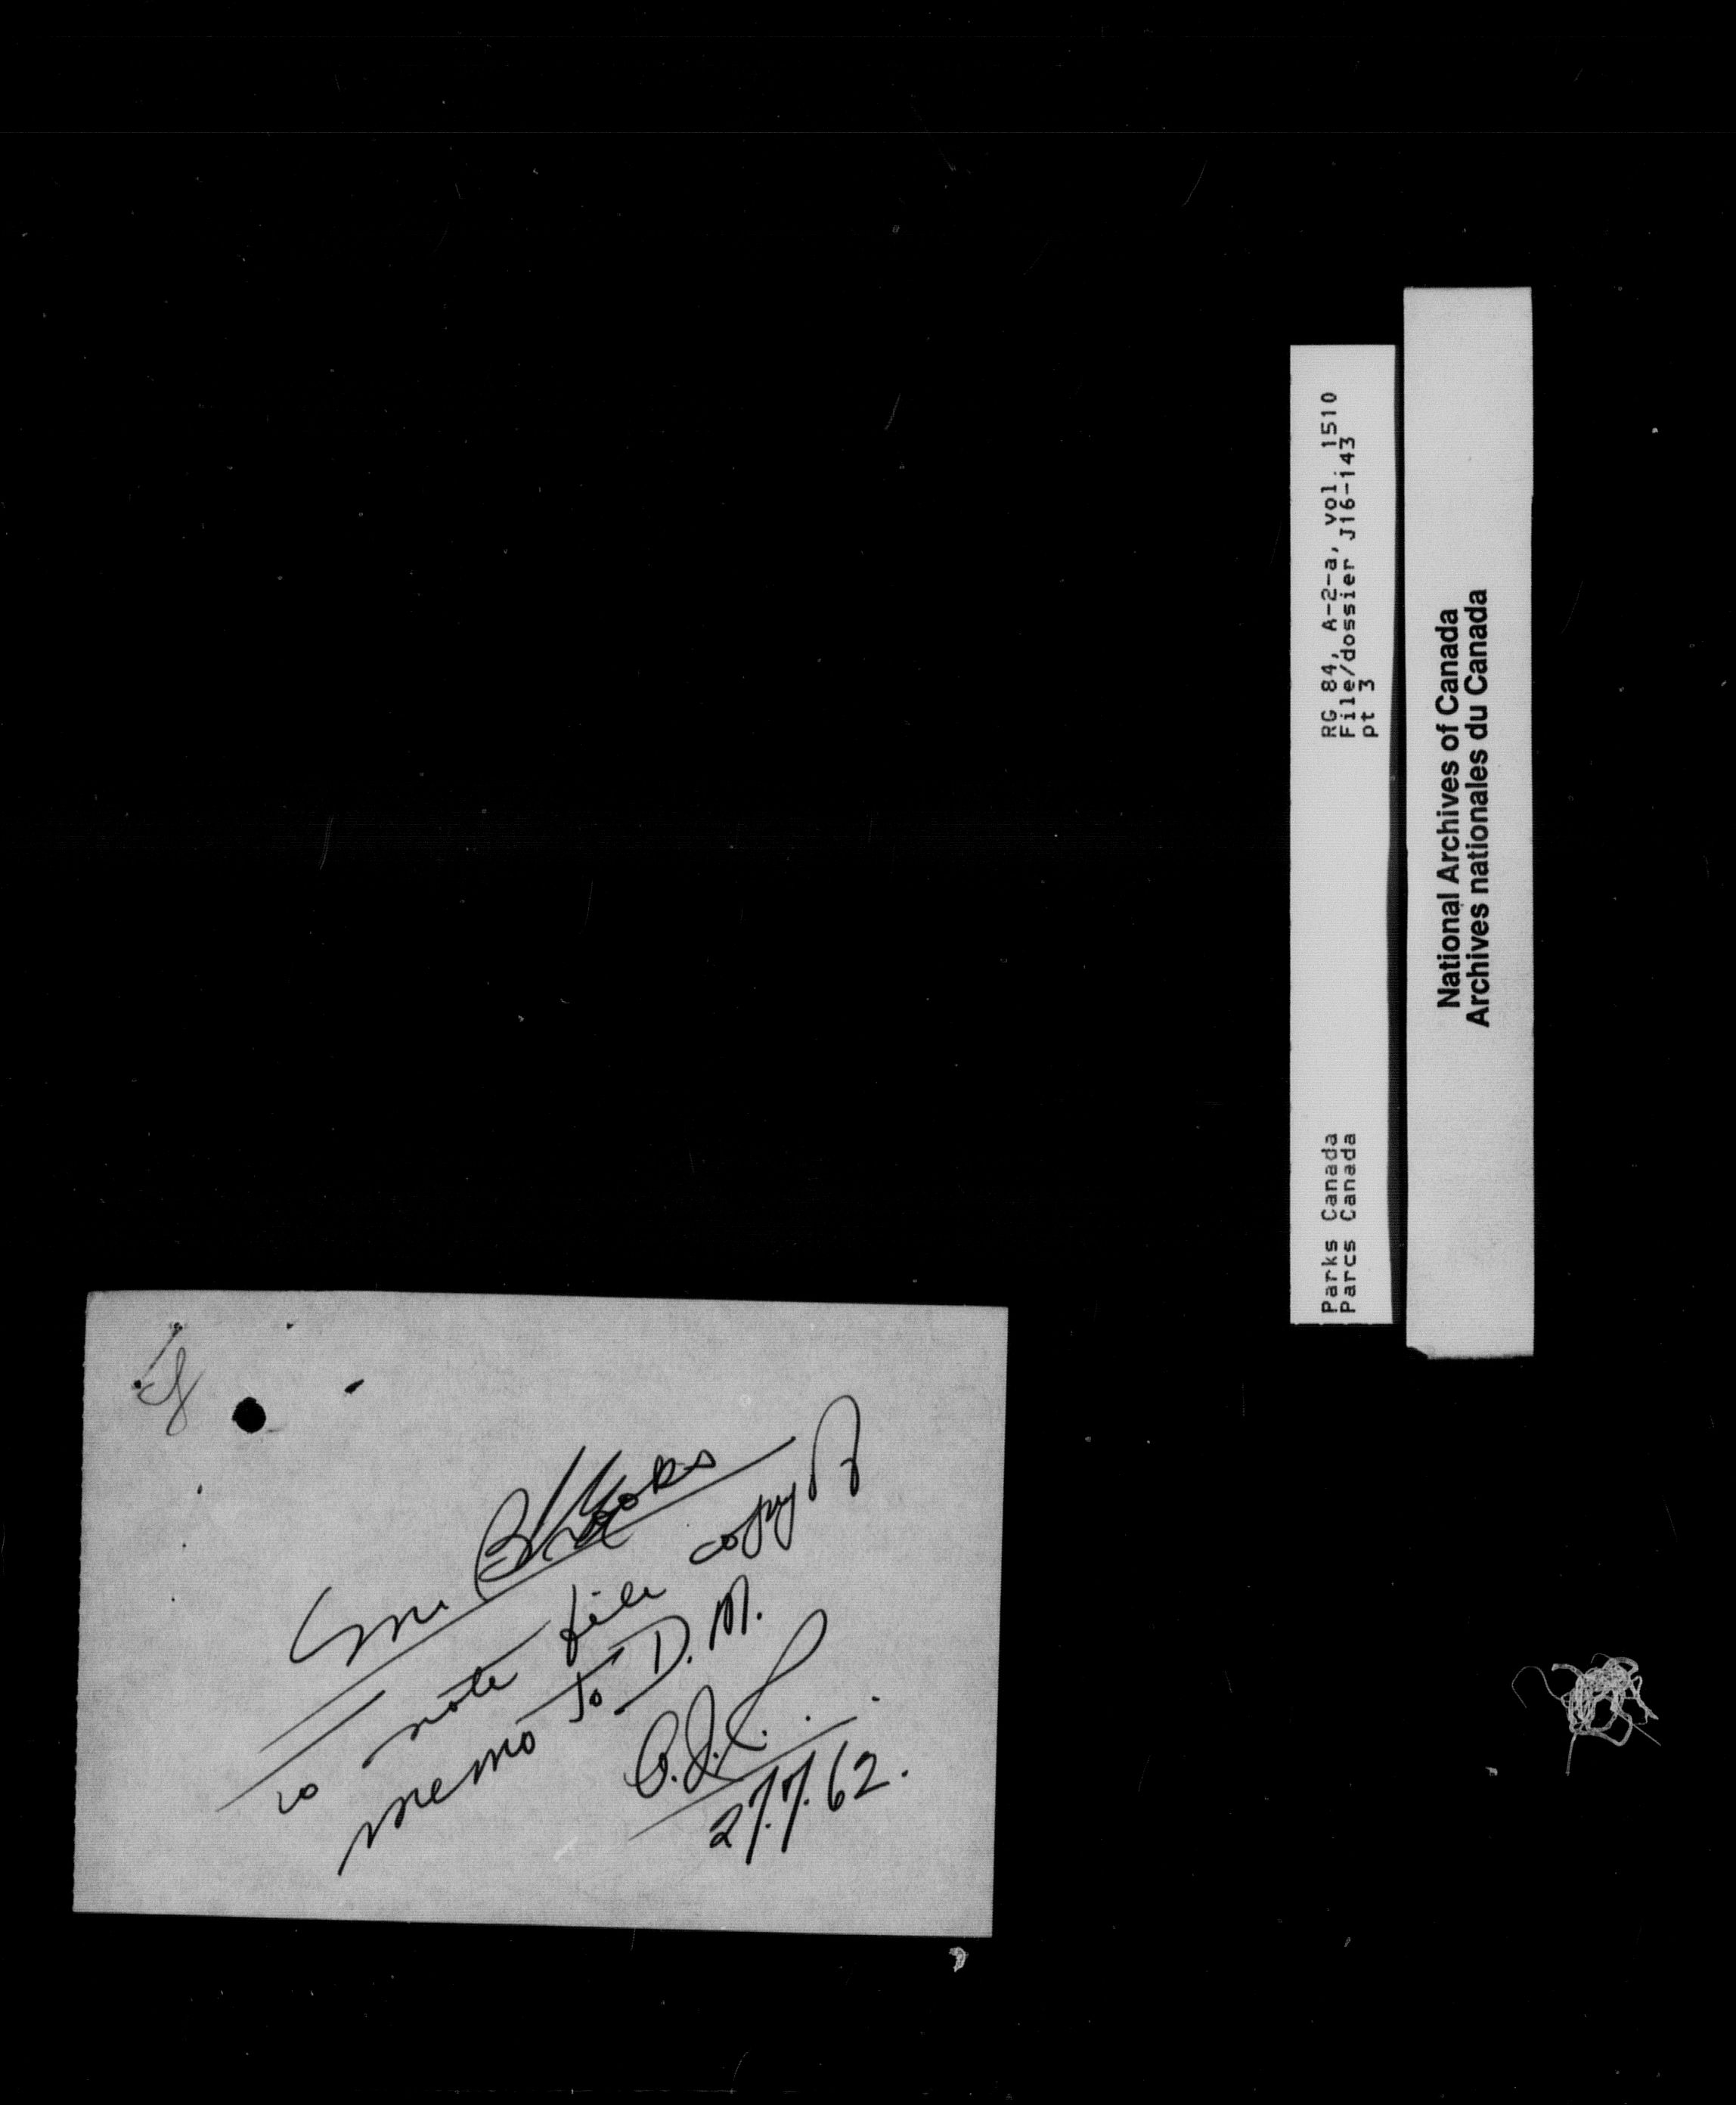 RG 84, A-2-a, vol. 1510
File/dossier J16-143
pt 3
Parks Canada
Parcs Canada
National Archives of Canada
Archives nationales du Canada
to note file copy of
memo to D.M.
27.7.62.